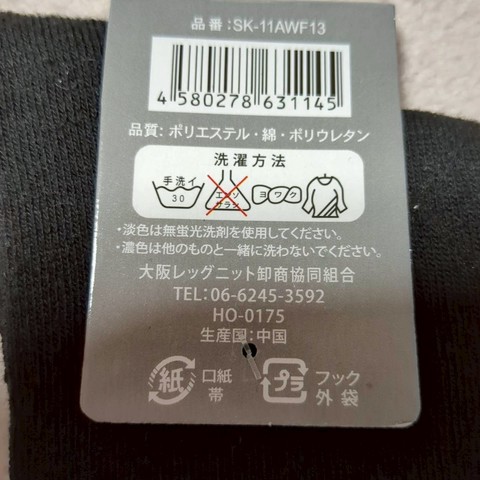 品番：SK-11AWF13
4 580278 631145
品質：ポリエステル・綿・ポリウレタン
洗濯方法
手洗イ
30
エンソ
サラシ
ヨワク
・淡色は無蛍光洗剤を使用してください。
・濃色は他のものと一緒に洗わないでください。
大阪レッグニット卸商協同組合
TEL：06-6245-3592
HO-0175
生産国：中国
紙
口紙
帯
プラ
フック
外袋